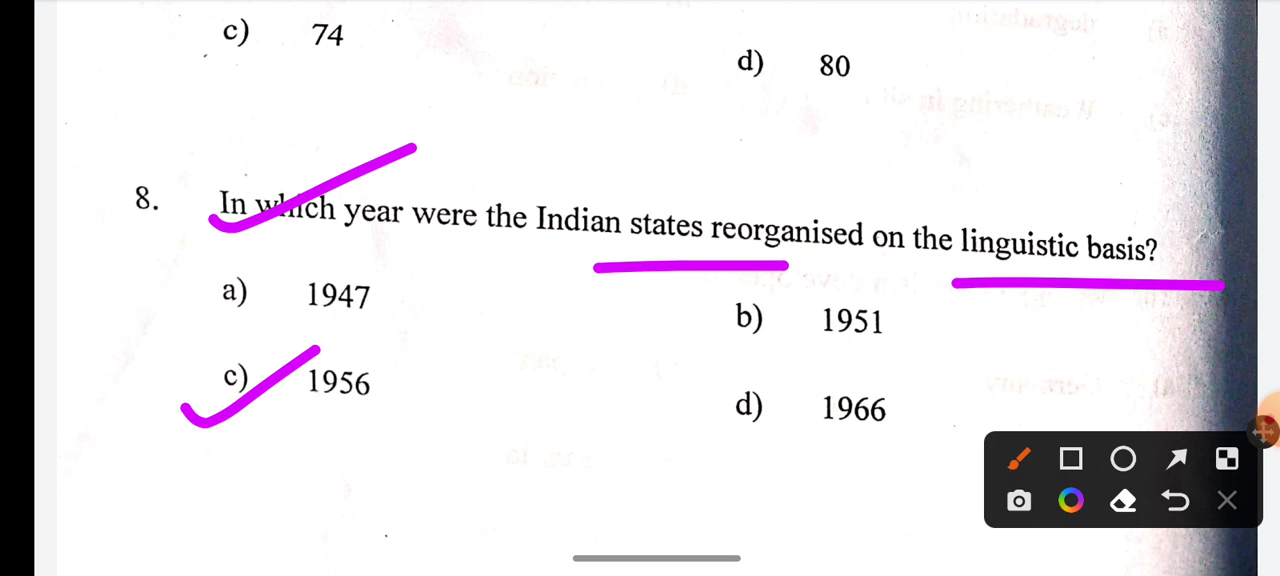 c) 74
d) 80
8. In which year were the Indian states reorganised on the linguistic basis?
a) 1947
b) 1951
c) 1956
d) 1966